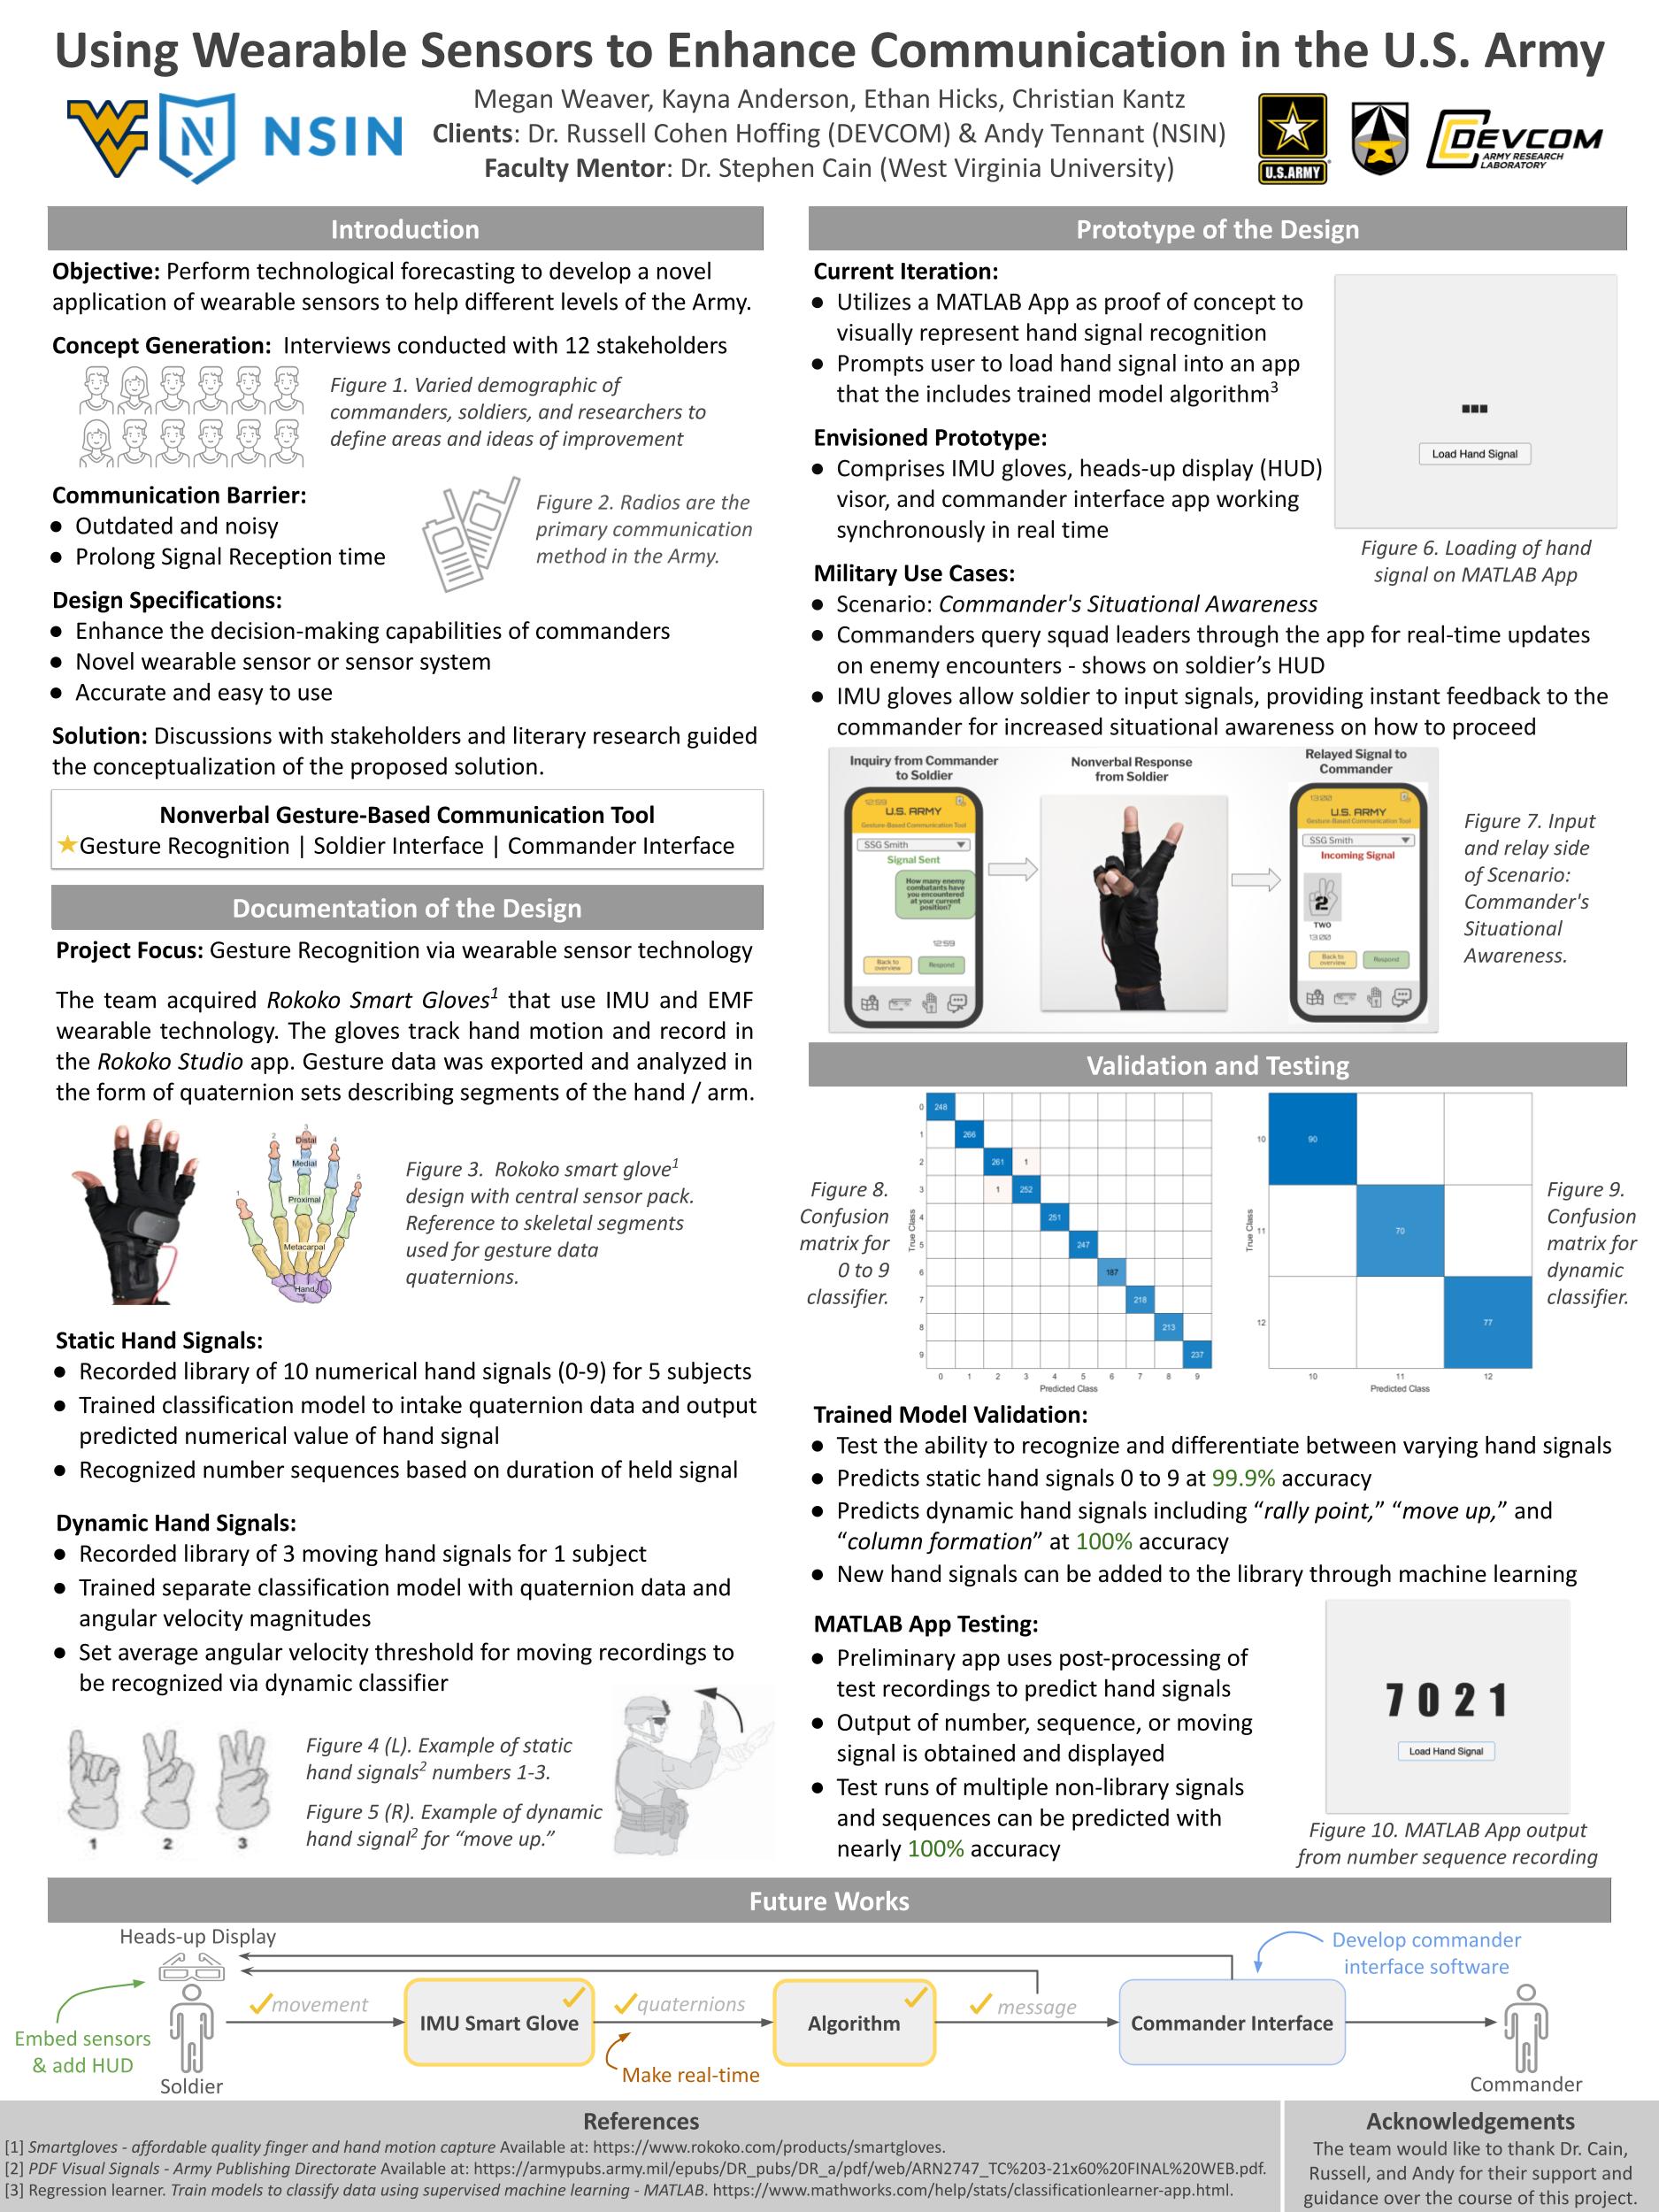 Using Wearable Sensors to Enhance Communication in the U.S. Army
Megan Weaver, Kayna Anderson, Ethan Hicks, Christian Kantz
Clients: Dr. Russell Cohen Hoffing (DEVCOM) & Andy Tennant (NSIN)
Faculty Mentor: Dr. Stephen Cain (West Virginia University)
WV
N
NSIN
U.S.ARMY
DEVCOM
ARMY RESEARCH
LABORATORY
Introduction
Objective: Perform technological forecasting to develop a novel
application of wearable sensors to help different levels of the Army.
Concept Generation: Interviews conducted with 12 stakeholders
Figure 1. Varied demographic of
commanders, soldiers, and researchers to
define areas and ideas of improvement
Communication Barrier:
● Outdated and noisy
● Prolong Signal Reception time
Figure 2. Radios are the
primary communication
method in the Army.
Design Specifications:
● Enhance the decision-making capabilities of commanders
● Novel wearable sensor or sensor system
● Accurate and easy to use
Solution: Discussions with stakeholders and literary research guided
the conceptualization of the proposed solution.
Nonverbal Gesture-Based Communication Tool
★Gesture Recognition | Soldier Interface | Commander Interface
Documentation of the Design
Project Focus: Gesture Recognition via wearable sensor technology
The team acquired Rokoko Smart Gloves1 that use IMU and EMF
wearable technology. The gloves track hand motion and record in
the Rokoko Studio app. Gesture data was exported and analyzed in
the form of quaternion sets describing segments of the hand / arm.
1
2
3
4
5
Distal
Medial
Proximal
Metacarpal
Hand
Figure 3. Rokoko smart glove1
design with central sensor pack.
Reference to skeletal segments
used for gesture data
quaternions.
Static Hand Signals:
● Recorded library of 10 numerical hand signals (0-9) for 5 subjects
● Trained classification model to intake quaternion data and output
predicted numerical value of hand signal
● Recognized number sequences based on duration of held signal
Dynamic Hand Signals:
● Recorded library of 3 moving hand signals for 1 subject
● Trained separate classification model with quaternion data and
angular velocity magnitudes
● Set average angular velocity threshold for moving recordings to
be recognized via dynamic classifier
1 2 3
Figure 4 (L). Example of static
hand signals2 numbers 1-3.
Figure 5 (R). Example of dynamic
hand signal2 for “move up.”
Prototype of the Design
Current Iteration:
● Utilizes a MATLAB App as proof of concept to
visually represent hand signal recognition
● Prompts user to load hand signal into an app
that the includes trained model algorithm3
Envisioned Prototype:
● Comprises IMU gloves, heads-up display (HUD)
visor, and commander interface app working
synchronously in real time
...
Load Hand Signal
Figure 6. Loading of hand
signal on MATLAB App
Military Use Cases:
● Scenario: Commander's Situational Awareness
● Commanders query squad leaders through the app for real-time updates
on enemy encounters - shows on soldier’s HUD
● IMU gloves allow soldier to input signals, providing instant feedback to the
commander for increased situational awareness on how to proceed
Inquiry from Commander
to Soldier
12:59
U.S. ARMY
Gesture-Based Communication Tool
SSG Smith
Signal Sent
How many enemy
combatants have
you encountered
at your current
position?
12:59
Back to
overview
Respond
Nonverbal Response
from Soldier
Relayed Signal to
Commander
13:00
U.S. ARMY
Gesture-Based Communication Tool
SSG Smith
Incoming Signal
2
TWO
13:00
Back to
overview
Respond
Figure 7. Input
and relay side
of Scenario:
Commander's
Situational
Awareness.
Validation and Testing
Figure 8.
Confusion
matrix for
0 to 9
classifier.
True Class
0 248
1 266
2 261 1
3 1 252
4 251
5 247
6 187
7 218
8 213
9 237
0 1 2 3 4 5 6 7 8 9
Predicted Class
True Class
10 90
11 70
12 77
10 11 12
Predicted Class
Figure 9.
Confusion
matrix for
dynamic
classifier.
Trained Model Validation:
● Test the ability to recognize and differentiate between varying hand signals
● Predicts static hand signals 0 to 9 at 99.9% accuracy
● Predicts dynamic hand signals including “rally point,” “move up,” and
“column formation” at 100% accuracy
● New hand signals can be added to the library through machine learning
MATLAB App Testing:
● Preliminary app uses post-processing of
test recordings to predict hand signals
● Output of number, sequence, or moving
signal is obtained and displayed
● Test runs of multiple non-library signals
and sequences can be predicted with
nearly 100% accuracy
7 0 2 1
Load Hand Signal
Figure 10. MATLAB App output
from number sequence recording
Future Works
Heads-up Display
Embed sensors
& add HUD
Soldier
movement
IMU Smart Glove
quaternions
Make real-time
Algorithm
message
Commander Interface
Develop commander
interface software
Commander
References
[1] Smartgloves - affordable quality finger and hand motion capture Available at: https://www.rokoko.com/products/smartgloves.
[2] PDF Visual Signals - Army Publishing Directorate Available at: https://armypubs.army.mil/epubs/DR_pubs/DR_a/pdf/web/ARN2747_TC%203-21x60%20FINAL%20WEB.pdf.
[3] Regression learner. Train models to classify data using supervised machine learning - MATLAB. https://www.mathworks.com/help/stats/classificationlearner-app.html.
Acknowledgements
The team would like to thank Dr. Cain,
Russell, and Andy for their support and
guidance over the course of this project.